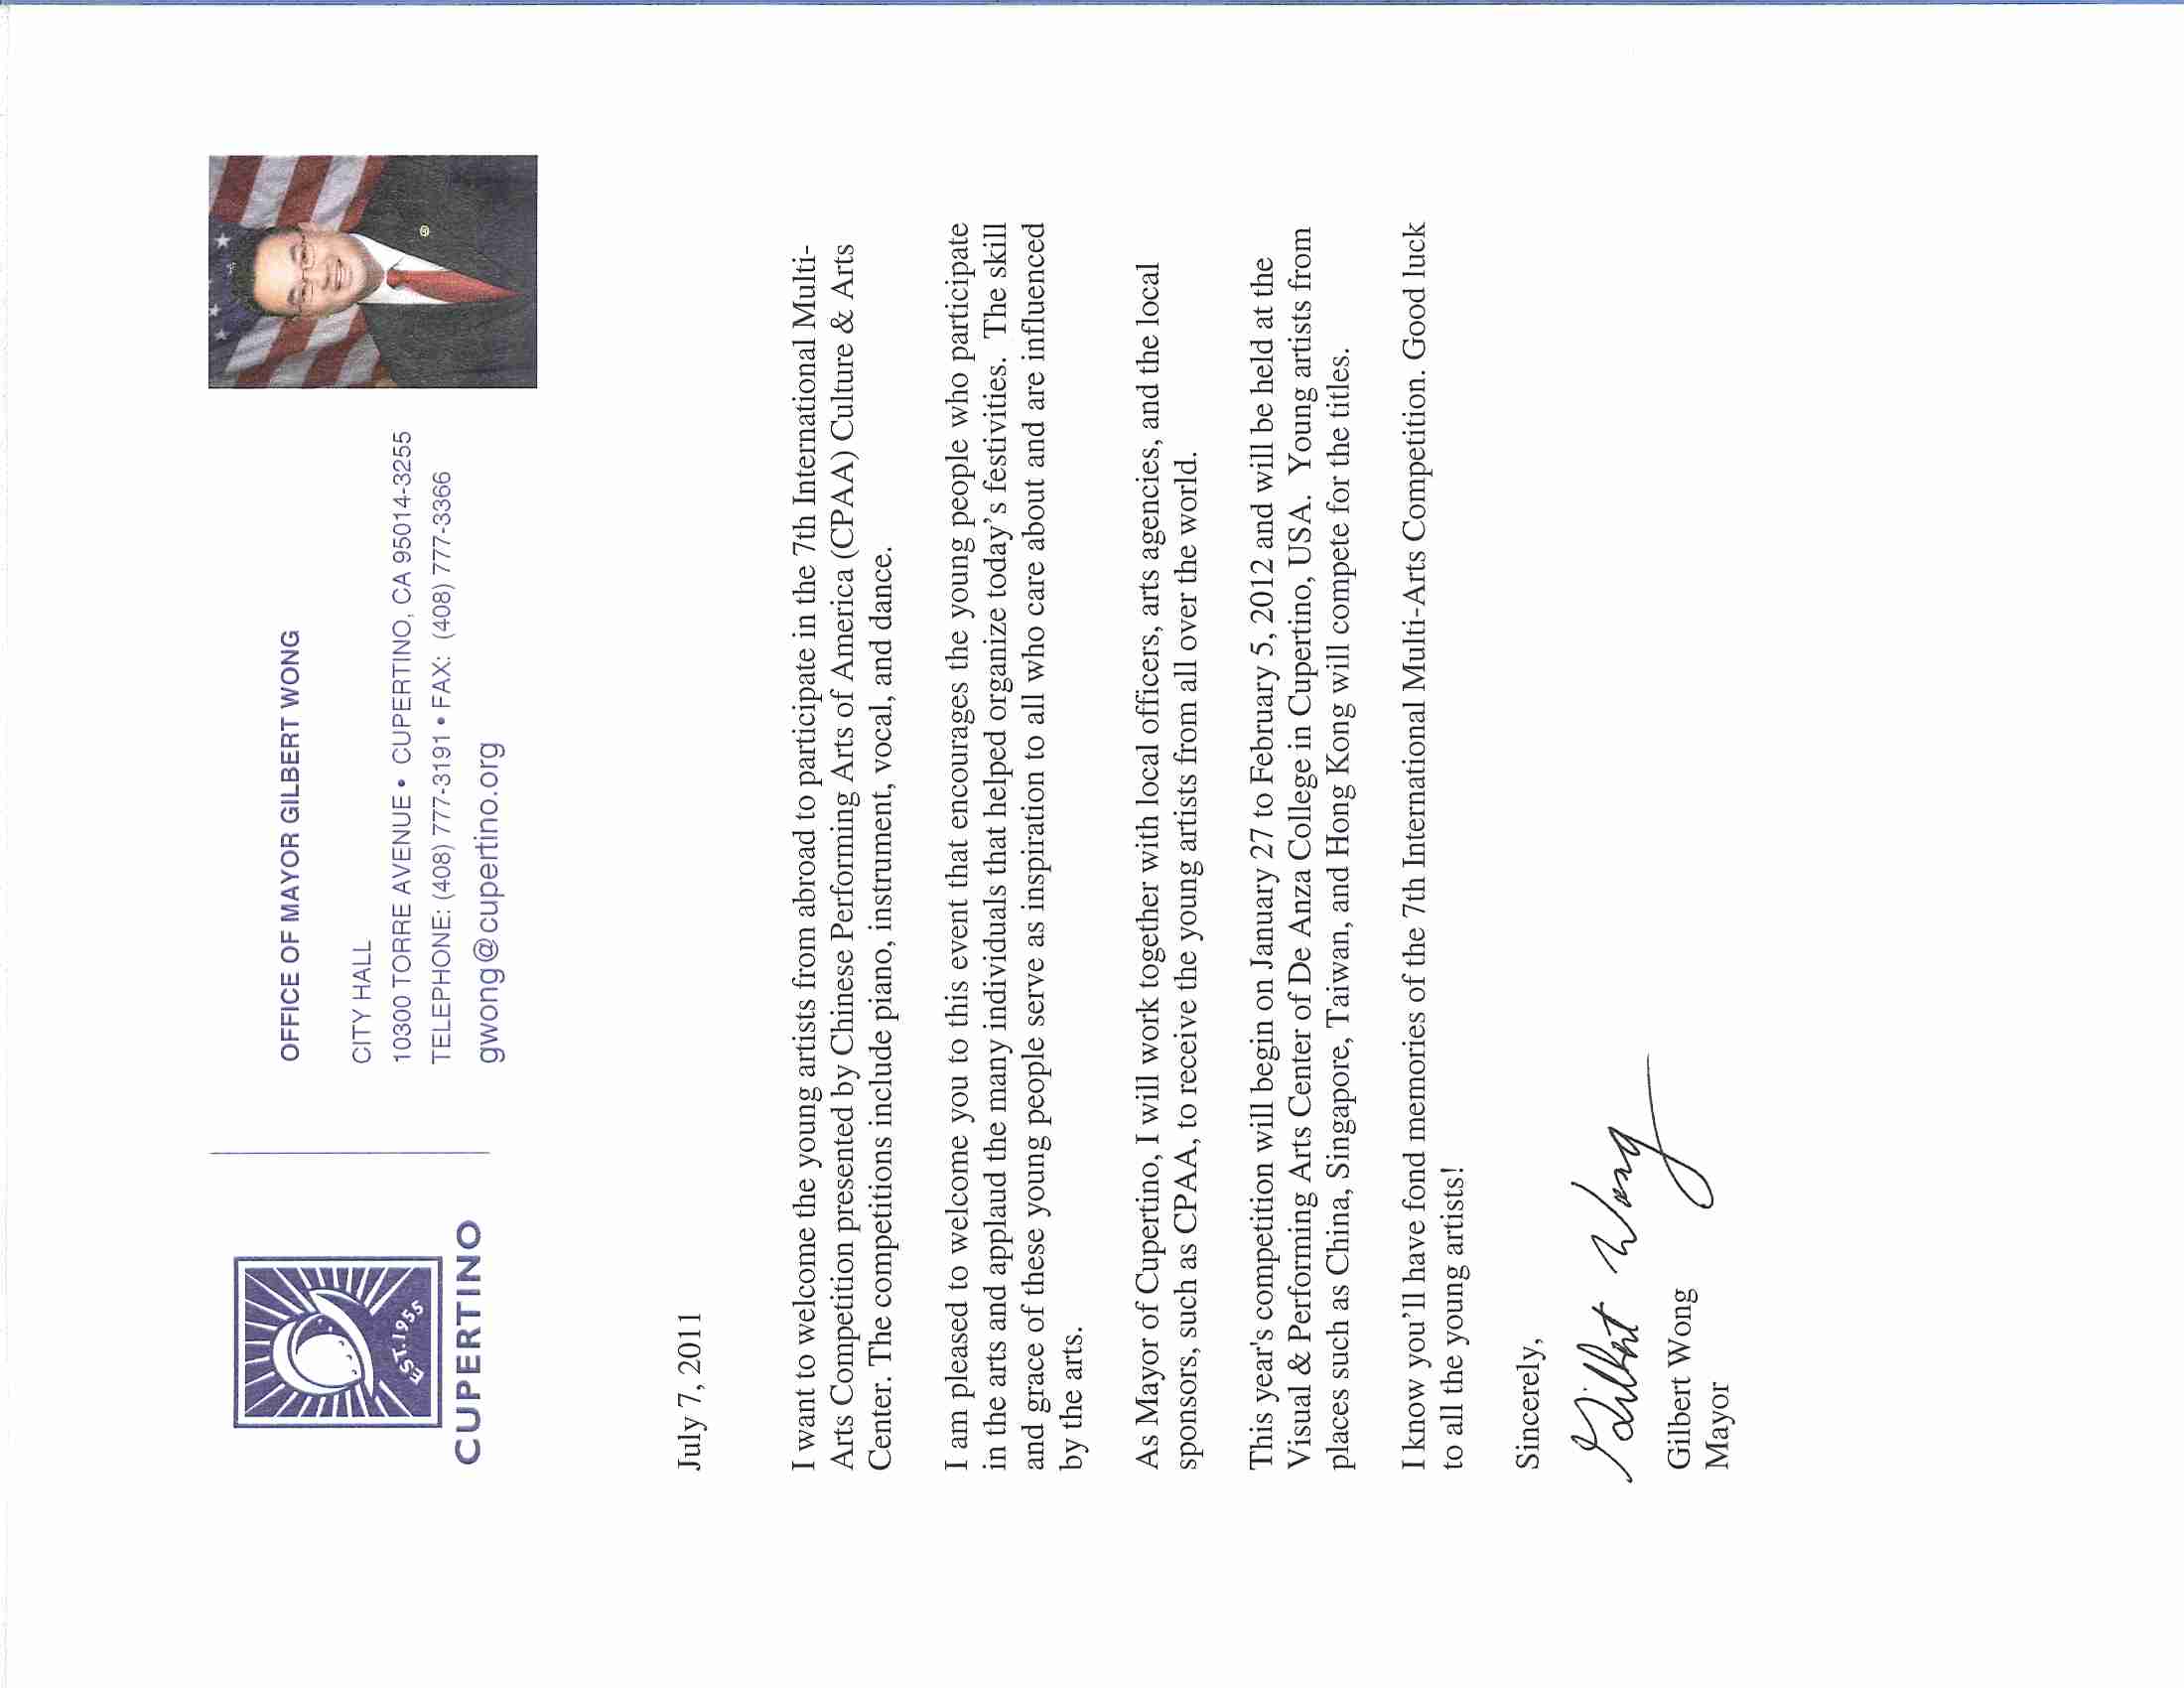 EST. 1955
CUPERTINO
OFFICE OF MAYOR GILBERT WONG
CITY HALL
10300 TORRE AVENUE • CUPERTINO, CA 95014-3255
TELEPHONE: (408) 777-3191 • FAX: (408) 777-3366
gwong@cupertino.org
July 7, 2011
I want to welcome the young artists from abroad to participate in the 7th International Multi-
Arts Competition presented by Chinese Performing Arts of America (CPAA) Culture & Arts
Center. The competitions include piano, instrument, vocal, and dance.
I am pleased to welcome you to this event that encourages the young people who participate
in the arts and applaud the many individuals that helped organize today's festivities. The skill
and grace of these young people serve as inspiration to all who care about and are influenced
by the arts.
As Mayor of Cupertino, I will work together with local officers, arts agencies, and the local
sponsors, such as CPAA, to receive the young artists from all over the world.
This year's competition will begin on January 27 to February 5, 2012 and will be held at the
Visual & Performing Arts Center of De Anza College in Cupertino, USA. Young artists from
places such as China, Singapore, Taiwan, and Hong Kong will compete for the titles.
I know you'll have fond memories of the 7th International Multi-Arts Competition. Good luck
to all the young artists!
Sincerely,
Gilbert Wong
Gilbert Wong
Mayor